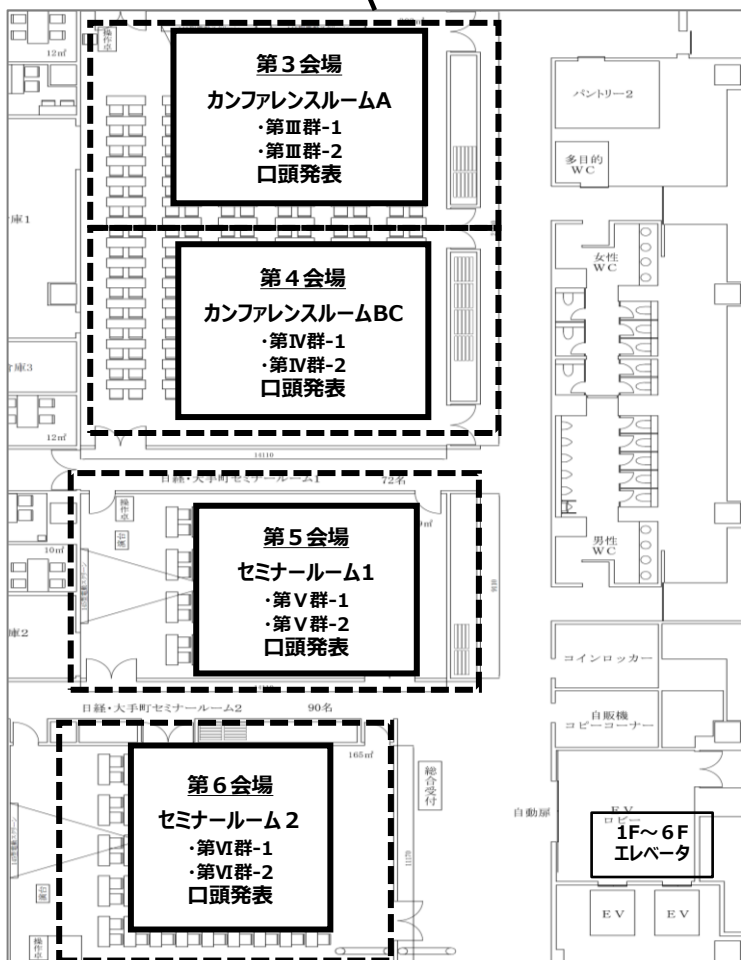 12㎡
操作卓
第３会場
カンファレンスルームA
・第Ⅲ群-1
・第Ⅲ群-2
口頭発表
パントリー2
多目的
WC
庫1
第４会場
カンファレンスルームBC
・第Ⅳ群-1
・第Ⅳ群-2
口頭発表
女性
WC
庫3
12㎡
14110
日経・大手町セミナールーム1
72名
操作卓
演台
10㎡
第５会場
セミナールーム1
・第Ⅴ群-1
・第Ⅴ群-2
口頭発表
男性
WC
庫2
コインロッカー
日経・大手町セミナールーム2
90名
自販機
コピーコーナー
165㎡
第６会場
セミナールーム２
・第Ⅵ群-1
・第Ⅵ群-2
口頭発表
総合受付
自動扉
EV
ロビー
1F～６F
エレベータ
11170
演台
操作卓
EV
EV